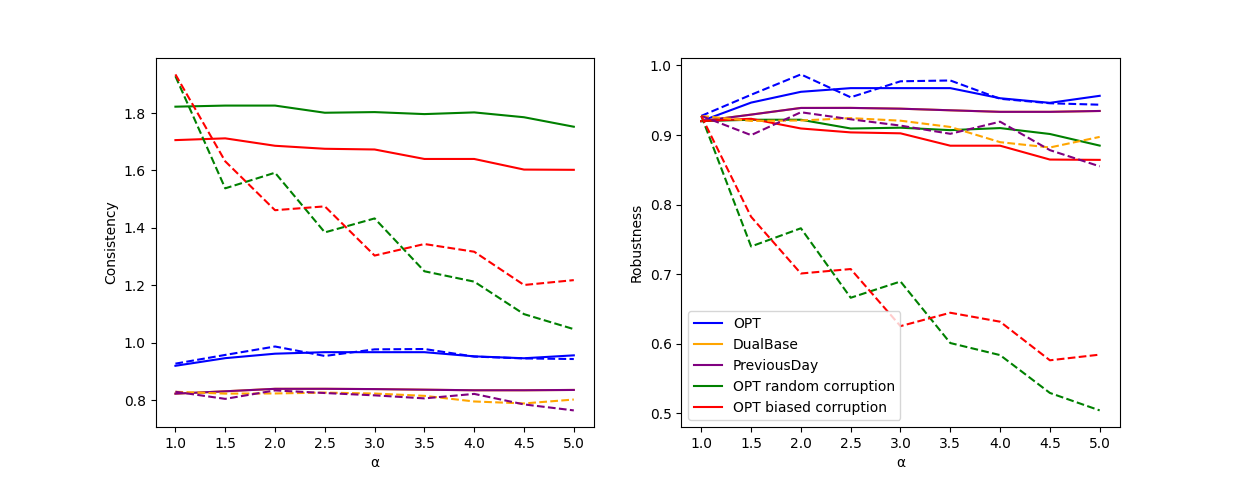 Consistency
1.8
1.6
1.4
1.2
1.0
0.8
1.0 1.5 2.0 2.5 3.0 3.5 4.0 4.5 5.0
α
Robustness
1.0
0.9
0.8
0.7
0.6
0.5
OPT
DualBase
PreviousDay
OPT random corruption
OPT biased corruption
1.0 1.5 2.0 2.5 3.0 3.5 4.0 4.5 5.0
α